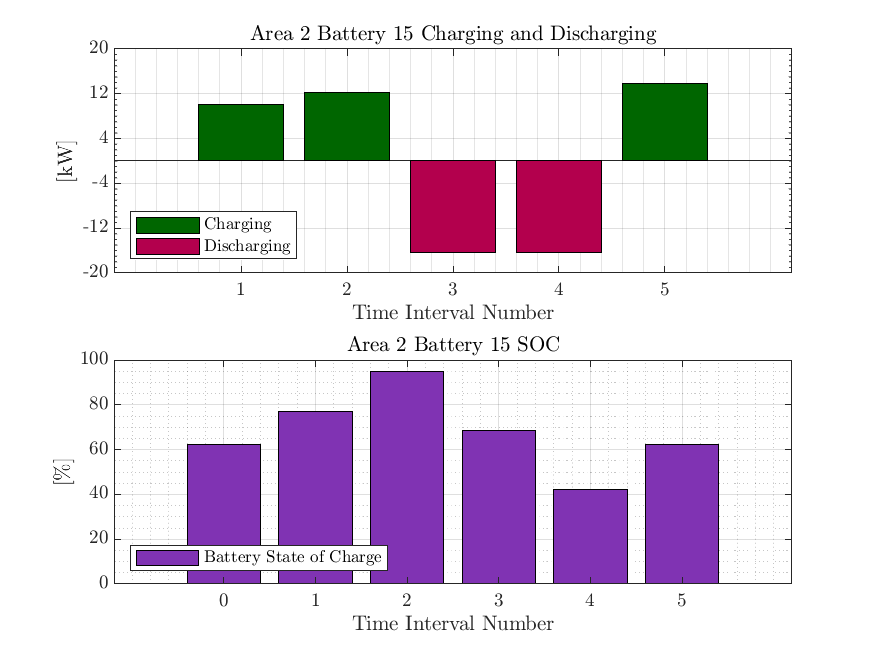 Area 2 Battery 15 Charging and Discharging
20
12
4
-4
-12
-20
[kW]
Charging
Discharging
1 2 3 4 5
Time Interval Number
Area 2 Battery 15 SOC
100
80
60
40
20
0
[%]
Battery State of Charge
0 1 2 3 4 5
Time Interval Number